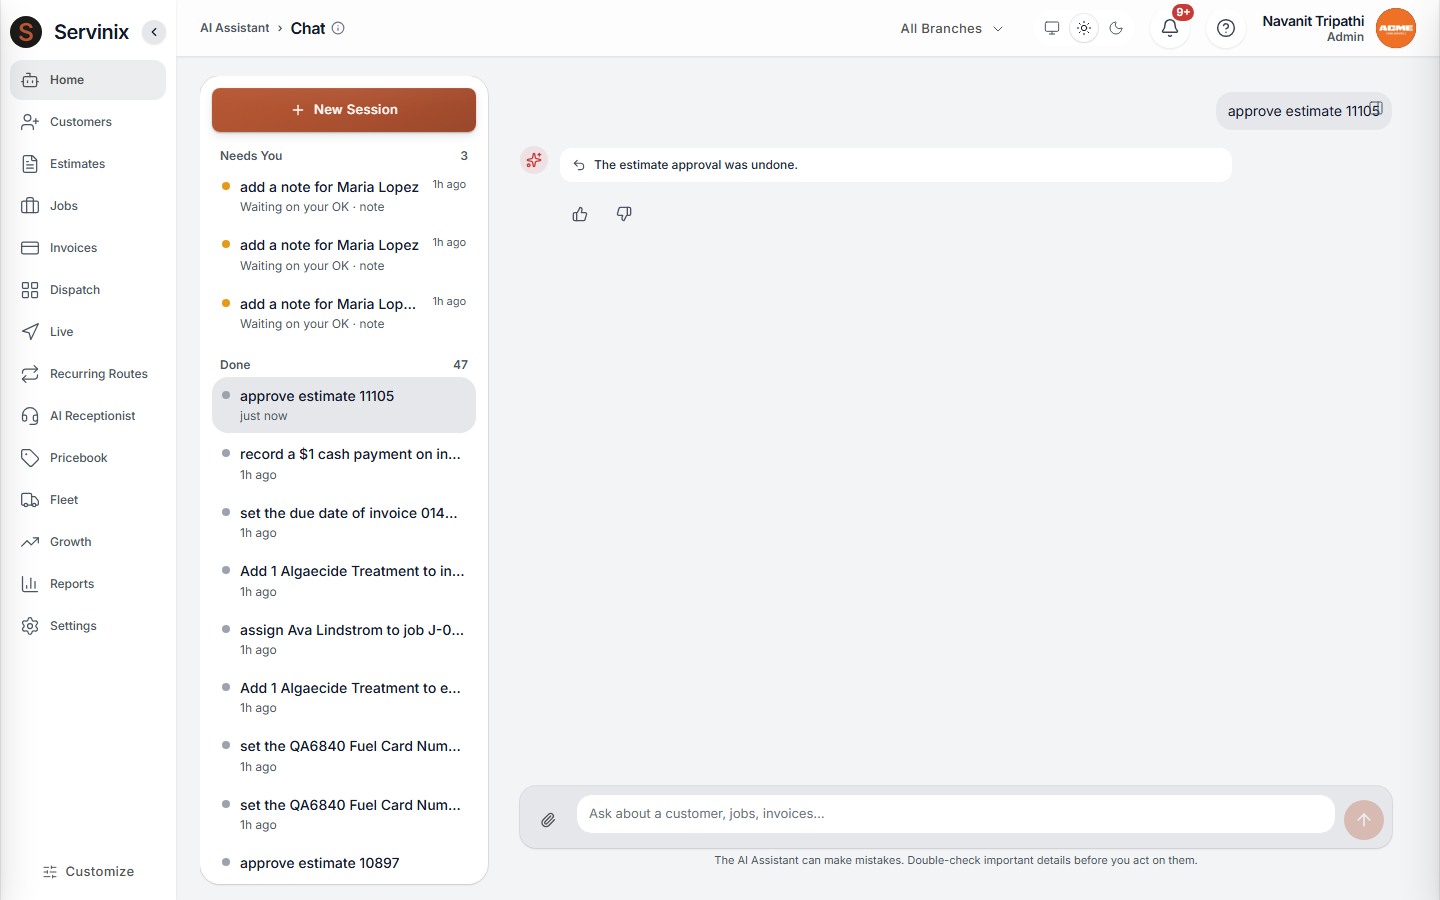 Servinix
Home
Customers
Estimates
Jobs
Invoices
Dispatch
Live
Recurring Routes
AI Receptionist
Pricebook
Fleet
Growth
Reports
Settings
Customize
AI Assistant › Chat
All Branches
9+
Navanit Tripathi
Admin
ACME
New Session
Needs You 3
add a note for Maria Lopez 1h ago
Waiting on your OK · note
add a note for Maria Lopez 1h ago
Waiting on your OK · note
add a note for Maria Lop... 1h ago
Waiting on your OK · note
Done 47
approve estimate 11105
just now
record a $1 cash payment on in...
1h ago
set the due date of invoice 014...
1h ago
Add 1 Algaecide Treatment to in...
1h ago
assign Ava Lindstrom to job J-0...
1h ago
Add 1 Algaecide Treatment to e...
1h ago
set the QA6840 Fuel Card Num...
1h ago
set the QA6840 Fuel Card Num...
1h ago
approve estimate 10897
approve estimate 11105
The estimate approval was undone.
Ask about a customer, jobs, invoices...
The AI Assistant can make mistakes. Double-check important details before you act on them.